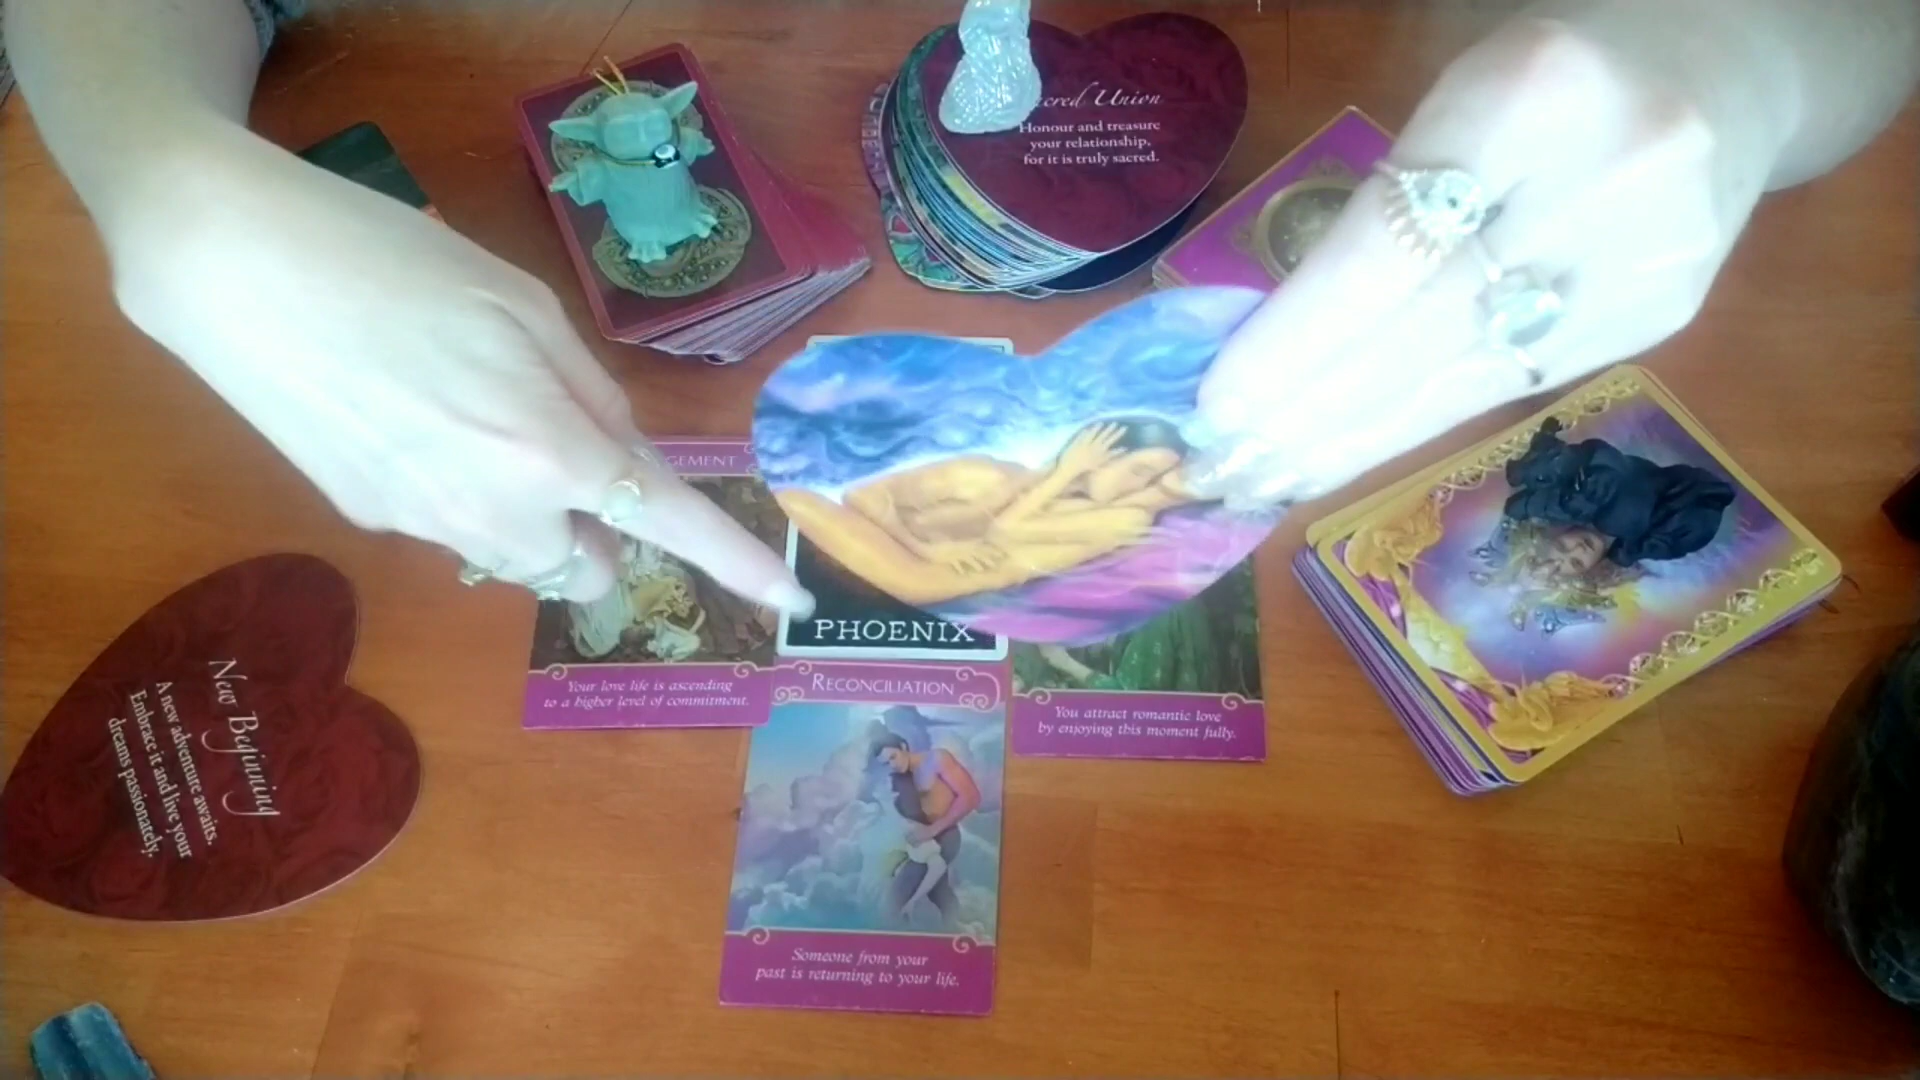 Union
Honour and treasure
your relationship,
for it is truly sacred.
PHOENIX
Your love life is ascending
to a higher level of commitment.
RECONCILIATION
You attract romantic love
by enjoying this moment fully.
New Beginning
A new adventure awaits.
Embrace it and live your
dreams passionately.
Someone from your
past is returning to your life.